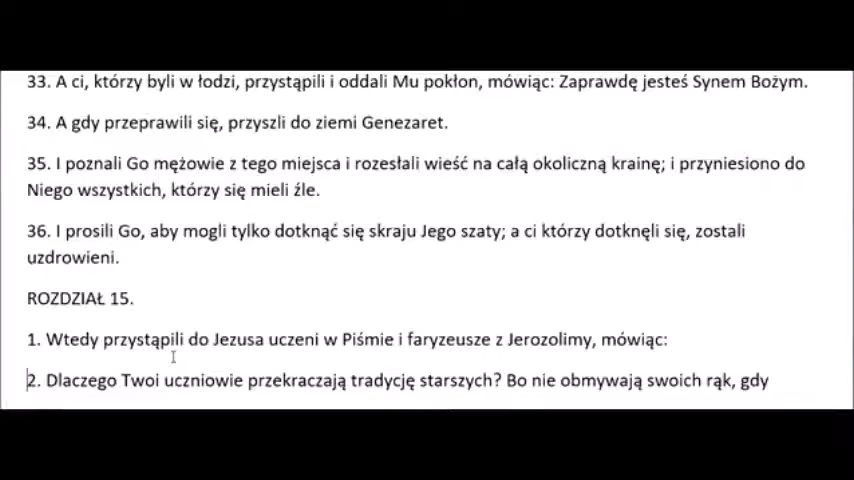 33. A ci, którzy byli w łodzi, przystąpili i oddali Mu pokłon, mówiąc: Zaprawdę jesteś Synem Bożym.
34. A gdy przeprawili się, przyszli do ziemi Genezaret.
35. I poznali Go mężowie z tego miejsca i rozesłali wieść na całą okoliczną krainę; i przyniesiono do
Niego wszystkich, którzy się mieli źle.
36. I prosili Go, aby mogli tylko dotknąć się skraju Jego szaty; a ci którzy dotknęli się, zostali
uzdrowieni.
ROZDZIAŁ 15.
1. Wtedy przystąpili do Jezusa uczeni w Piśmie i faryzeusze z Jerozolimy, mówiąc:
2. Dlaczego Twoi uczniowie przekraczają tradycję starszych? Bo nie obmywają swoich rąk, gdy